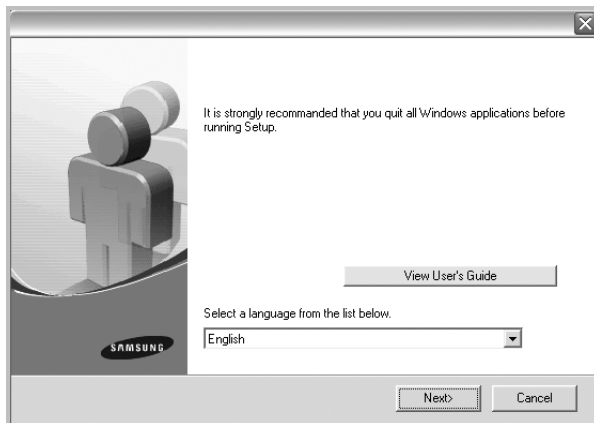 It is strongly recommanded that you quit all Windows applications before
running Setup.
View User's Guide
Select a language from the list below.
English
SAMSUNG
Next>
Cancel